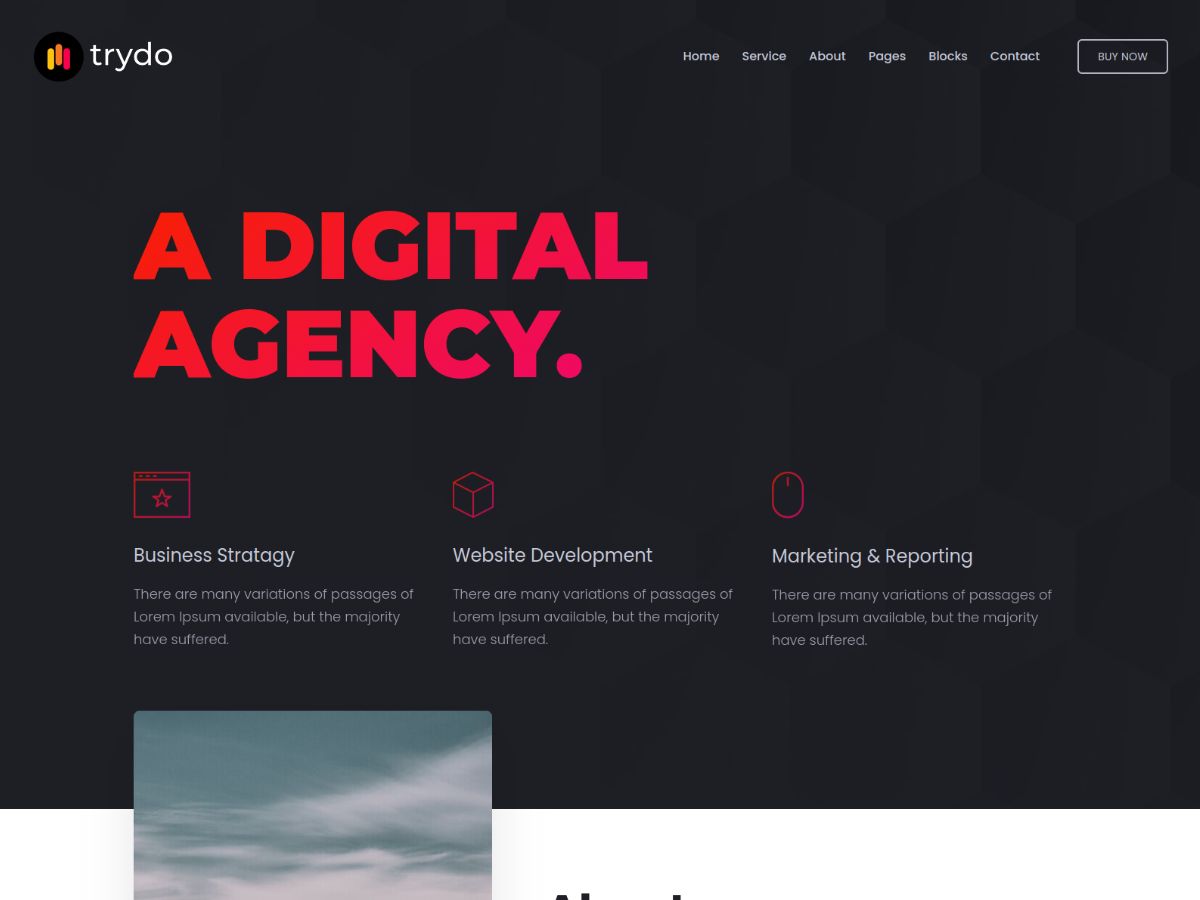 trydo
Home Service About Pages Blocks Contact BUY NOW
A DIGITAL
AGENCY.
Business Stratagy
There are many variations of passages of
Lorem Ipsum available, but the majority
have suffered.
Website Development
There are many variations of passages of
Lorem Ipsum available, but the majority
have suffered.
Marketing & Reporting
There are many variations of passages of
Lorem Ipsum available, but the majority
have suffered.